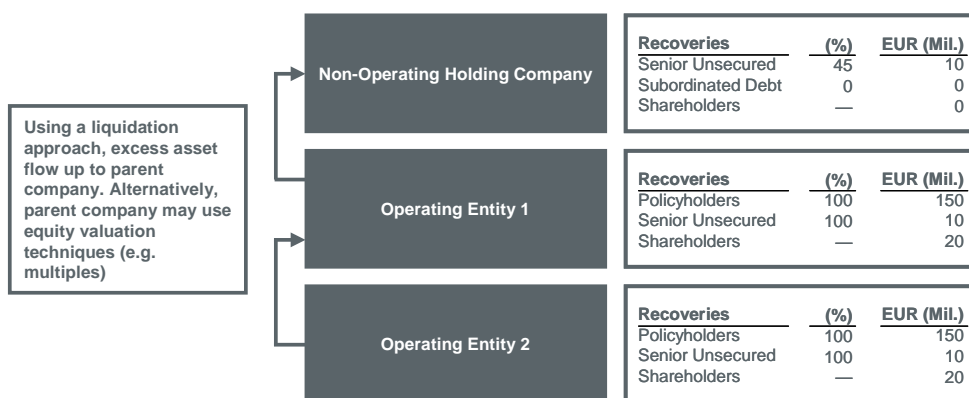 Using a liquidation
approach, excess asset
flow up to parent
company. Alternatively,
parent company may use
equity valuation
techniques (e.g.
multiples)
Non-Operating Holding Company
Recoveries (%) EUR (Mil.)
Senior Unsecured 45 10
Subordinated Debt 0 0
Shareholders — 0
Operating Entity 1
Recoveries (%) EUR (Mil.)
Policyholders 100 150
Senior Unsecured 100 10
Shareholders — 20
Operating Entity 2
Recoveries (%) EUR (Mil.)
Policyholders 100 150
Senior Unsecured 100 10
Shareholders — 20